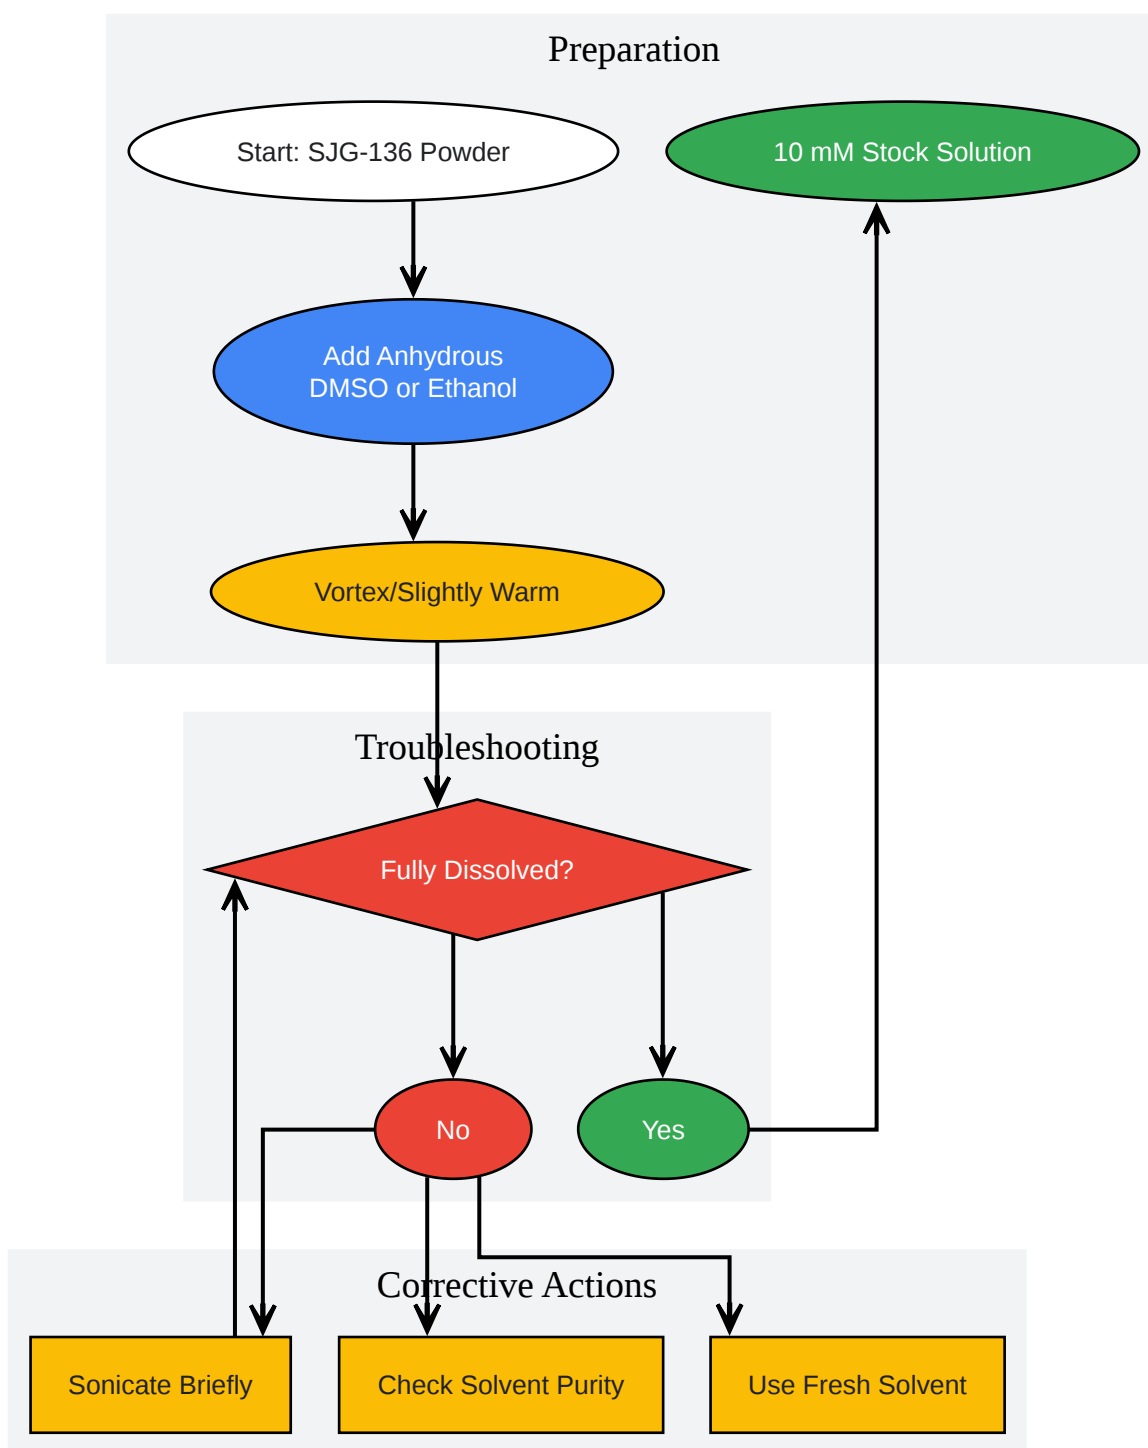 Preparation
Start: SJG-136 Powder
10 mM Stock Solution
Add Anhydrous
DMSO or Ethanol
Vortex/Slightly Warm
Troubleshooting
Fully Dissolved?
No
Yes
Corrective Actions
Sonicate Briefly
Check Solvent Purity
Use Fresh Solvent